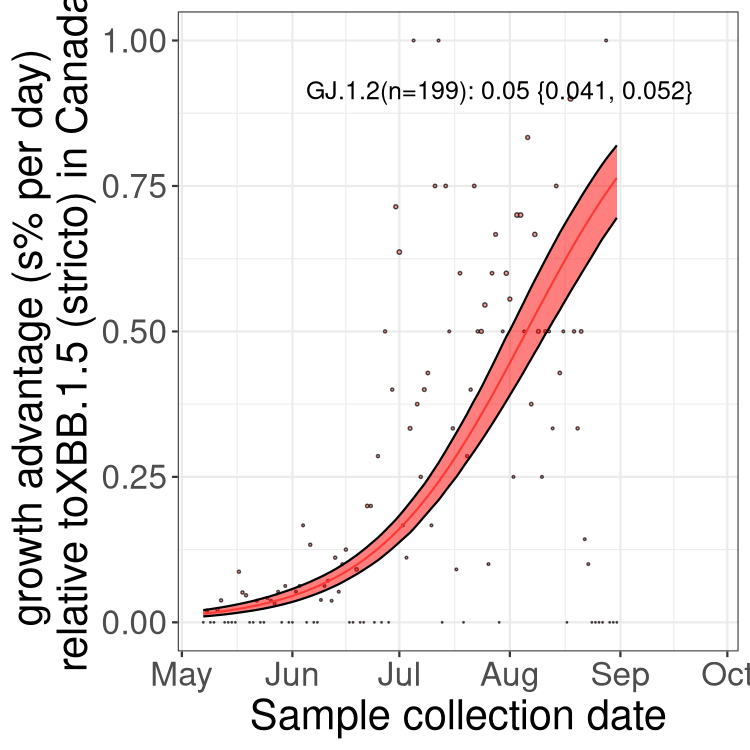 growth advantage (s% per day)
relative toXBB.1.5 (stricto) in Canada
1.00
0.75
0.50
0.25
0.00
GJ.1.2(n=199): 0.05 {0.041, 0.052}
May Jun Jul Aug Sep Oct
Sample collection date